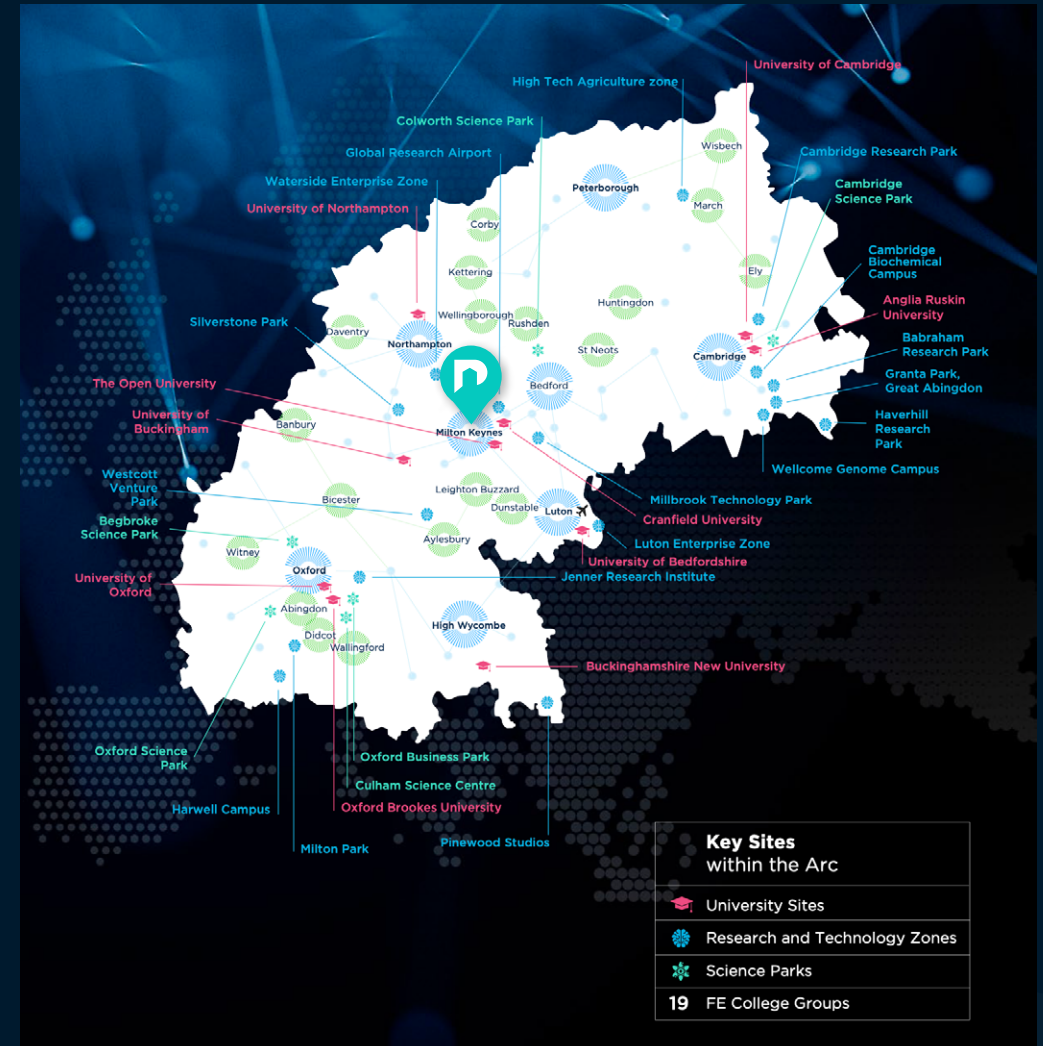 University of Cambridge
High Tech Agriculture zone
Colworth Science Park
Global Research Airport
Waterside Enterprise Zone
University of Northampton
Cambridge Research Park
Cambridge
Science Park
Cambridge
Biochemical
Campus
Anglia Ruskin
University
Babraham
Research Park
Granta Park,
Great Abingdon
Haverhill
Research
Park
Wellcome Genome Campus
Wisbech
Peterborough
March
Corby
Ely
Kettering
Huntingdon
Wellingborough
Rushden
Daventry
Northampton
St Neots
Cambridge
Bedford
Silverstone Park
The Open University
University of
Buckingham
Banbury
Milton Keynes
Westcott
Venture
Park
Leighton Buzzard
Bicester
Dunstable
Luton
Millbrook Technology Park
Cranfield University
Luton Enterprise Zone
University of Bedfordshire
Jenner Research Institute
Begbroke
Science Park
Aylesbury
Witney
Oxford
University of
Oxford
Abingdon
Didcot
Wallingford
High Wycombe
Buckinghamshire New University
Oxford Science
Park
Oxford Business Park
Culham Science Centre
Oxford Brookes University
Harwell Campus
Milton Park
Pinewood Studios
Key Sites
within the Arc
University Sites
Research and Technology Zones
Science Parks
19 FE College Groups